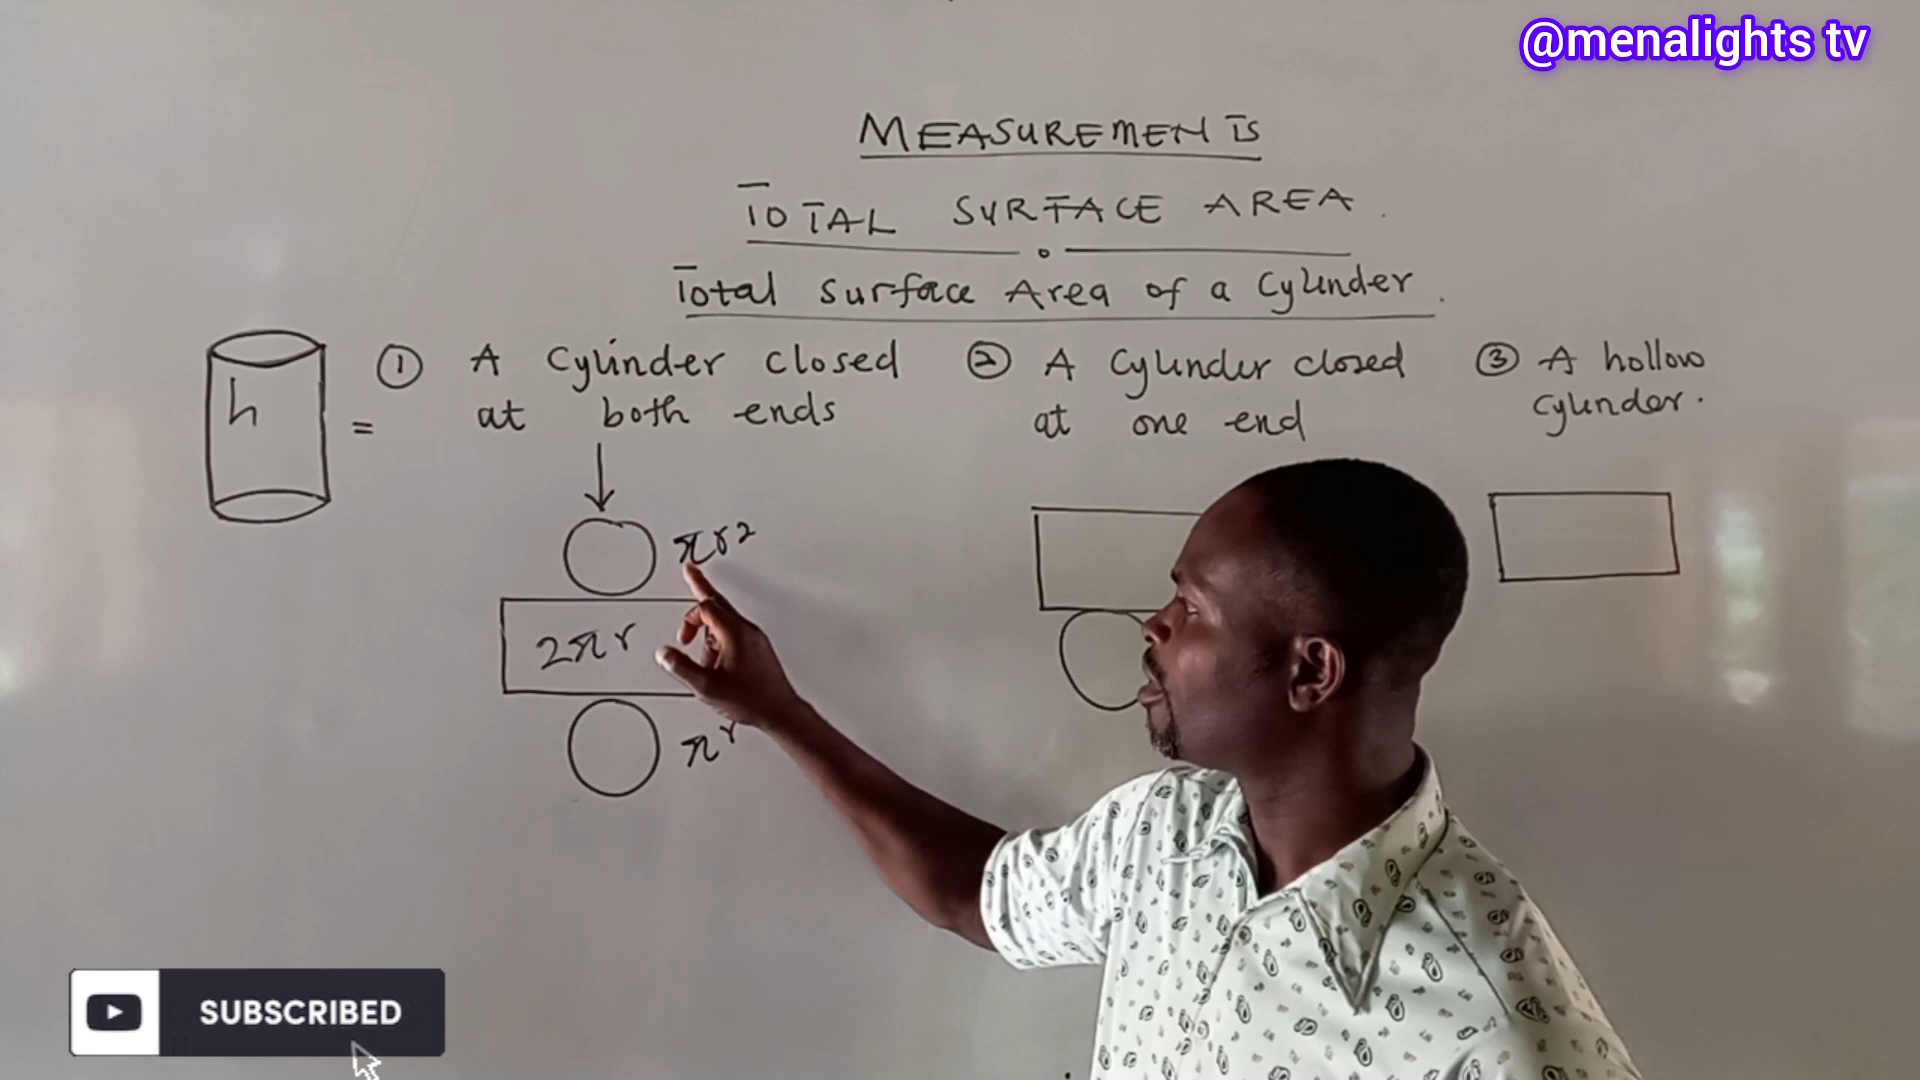 @menalights tv
MEASUREMENTS
TOTAL SURFACE AREA.
Total Surface Area of a Cylinder.
h
=
① A Cylinder closed
at both ends
② A Cylinder closed
at one end
③ A hollow
cylinder.
πr²
2πr
πr
SUBSCRIBED